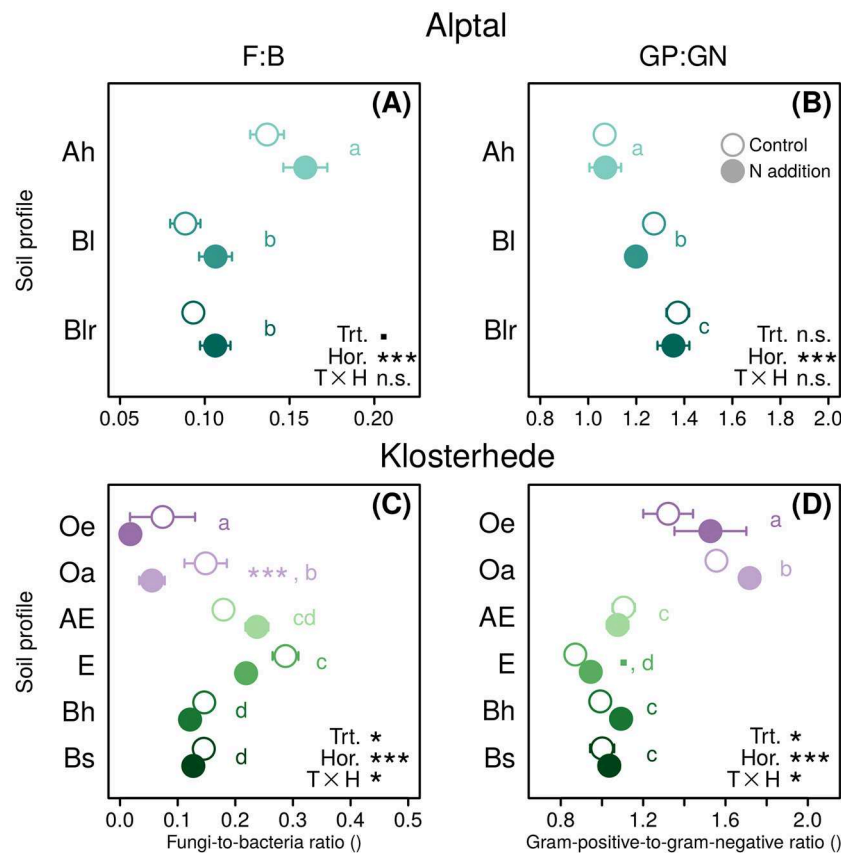 Alptal
F:B
GP:GN
(A)
(B)
Soil profile
Ah
Bl
Blr
a
b
b
Trt. ▪
Hor. ***
T×H n.s.
0.05 0.10 0.15 0.20
Ah
Bl
Blr
Control
N addition
a
b
c
Trt. n.s.
Hor. ***
T×H n.s.
0.8 1.0 1.2 1.4 1.6 1.8 2.0
Klosterhede
(C)
(D)
Soil profile
Oe
Oa
AE
E
Bh
Bs
a
***, b
cd
c
d
d
Trt. *
Hor. ***
T×H *
0.0 0.1 0.2 0.3 0.4 0.5
Fungi-to-bacteria ratio ()
Oe
Oa
AE
E
Bh
Bs
a
b
c
▪, d
c
c
Trt. *
Hor. ***
T×H *
0.8 1.2 1.6 2.0
Gram-positive-to-gram-negative ratio ()